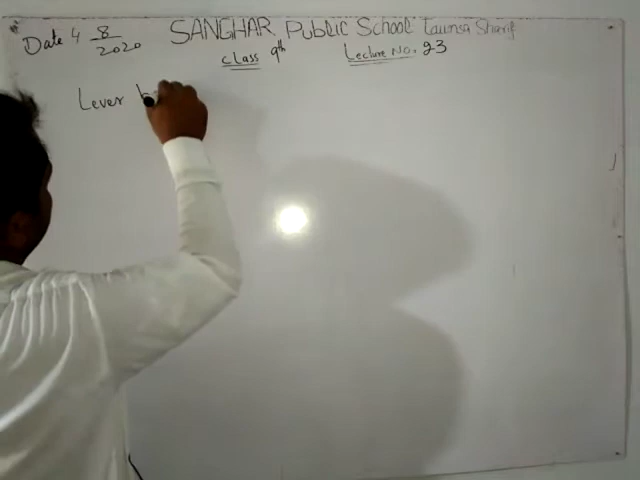 Date 4 8/2020 SANGHAR Public School Taunsa Sharif
Class 9th Lecture No. 23
Lever b